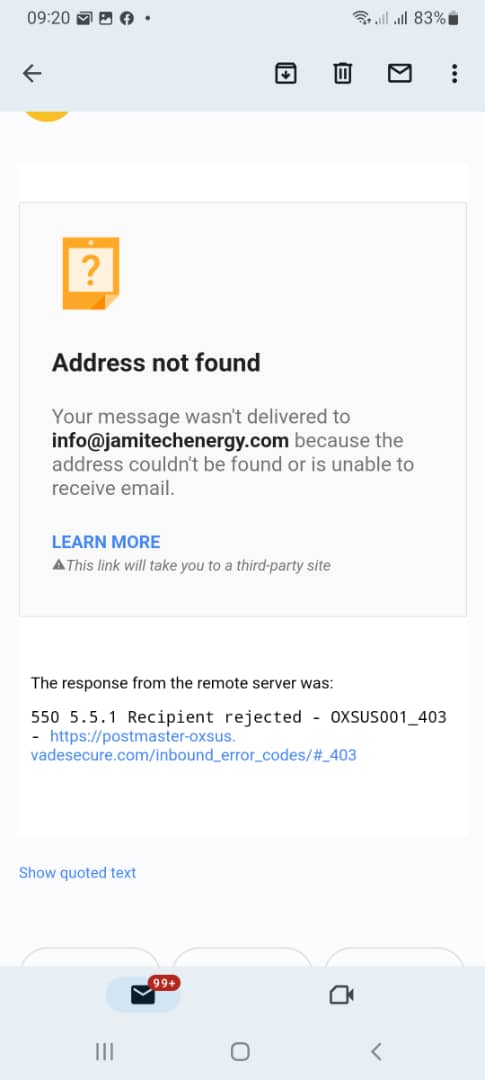 09:20
83%
?
Address not found
Your message wasn't delivered to
info@jamitechenergy.com because the
address couldn't be found or is unable to
receive email.
LEARN MORE
This link will take you to a third-party site
The response from the remote server was:
550 5.5.1 Recipient rejected - OXSUS001_403
- https://postmaster-oxsus.
vadesecure.com/inbound_error_codes/#_403
Show quoted text
99+